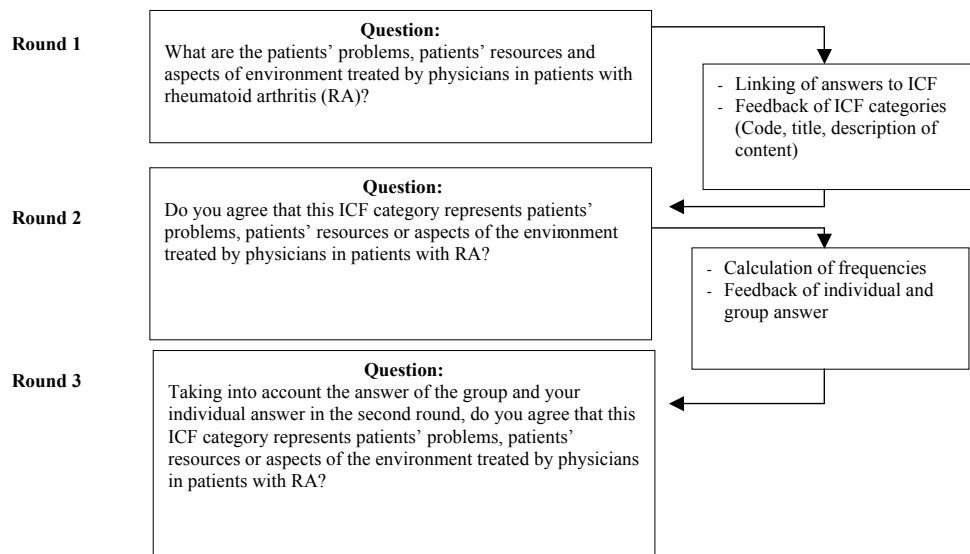 Round 1
Question:
What are the patients' problems, patients' resources and
aspects of environment treated by physicians in patients with
rheumatoid arthritis (RA)?
- Linking of answers to ICF
- Feedback of ICF categories
(Code, title, description of
content)
Round 2
Question:
Do you agree that this ICF category represents patients'
problems, patients' resources or aspects of the environment
treated by physicians in patients with RA?
- Calculation of frequencies
- Feedback of individual and
group answer
Round 3
Question:
Taking into account the answer of the group and your
individual answer in the second round, do you agree that this
ICF category represents patients' problems, patients'
resources or aspects of the environment treated by physicians
in patients with RA?